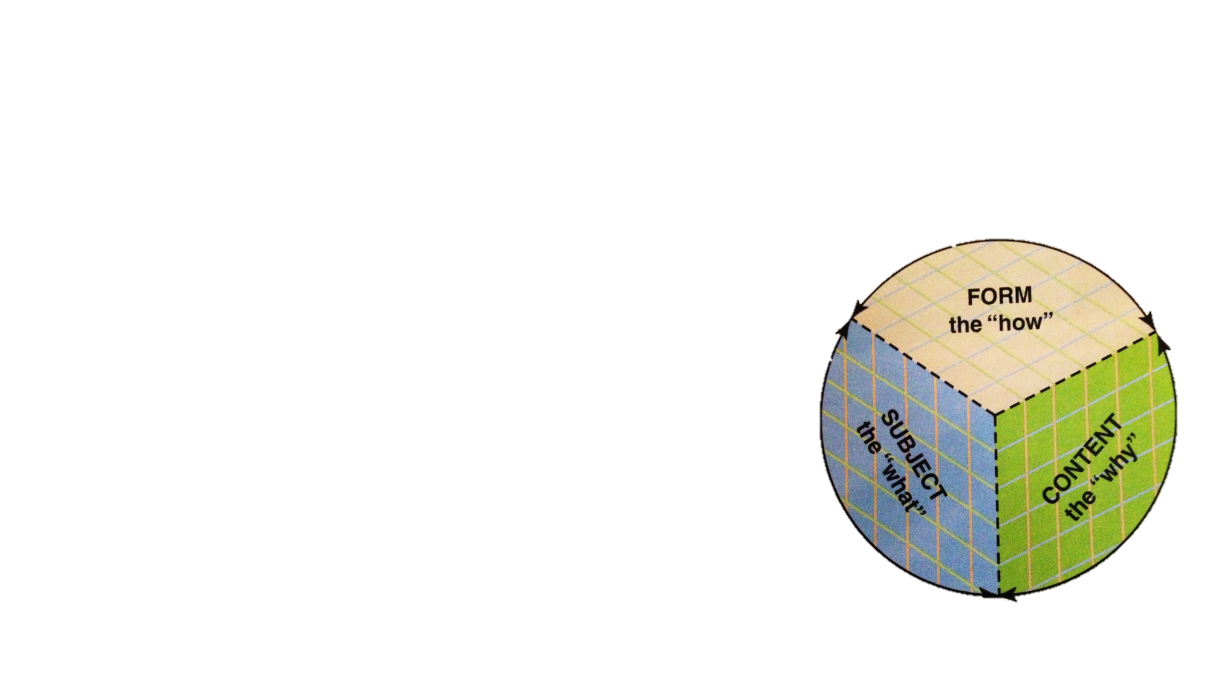 FORM
the “how”
SUBJECT
the “what”
CONTENT
the “why”